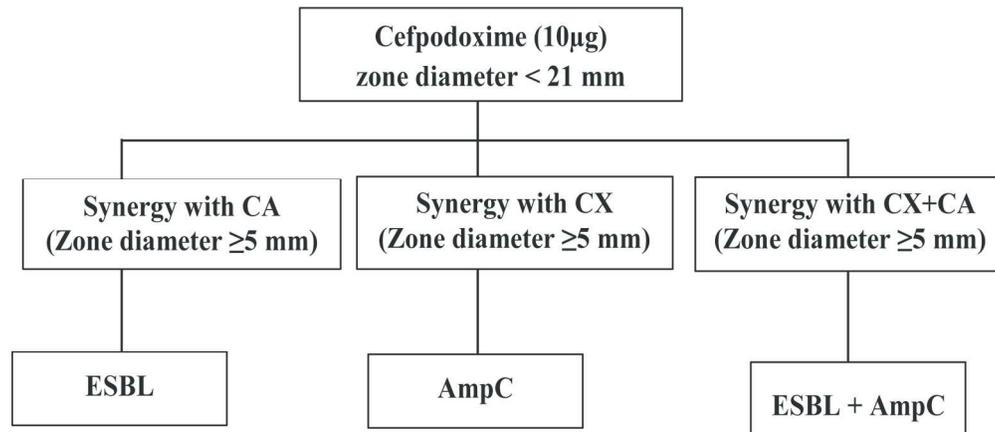 Cefpodoxime (10µg)
zone diameter < 21 mm
Synergy with CA
(Zone diameter ≥5 mm)
Synergy with CX
(Zone diameter ≥5 mm)
Synergy with CX+CA
(Zone diameter ≥5 mm)
ESBL
AmpC
ESBL + AmpC